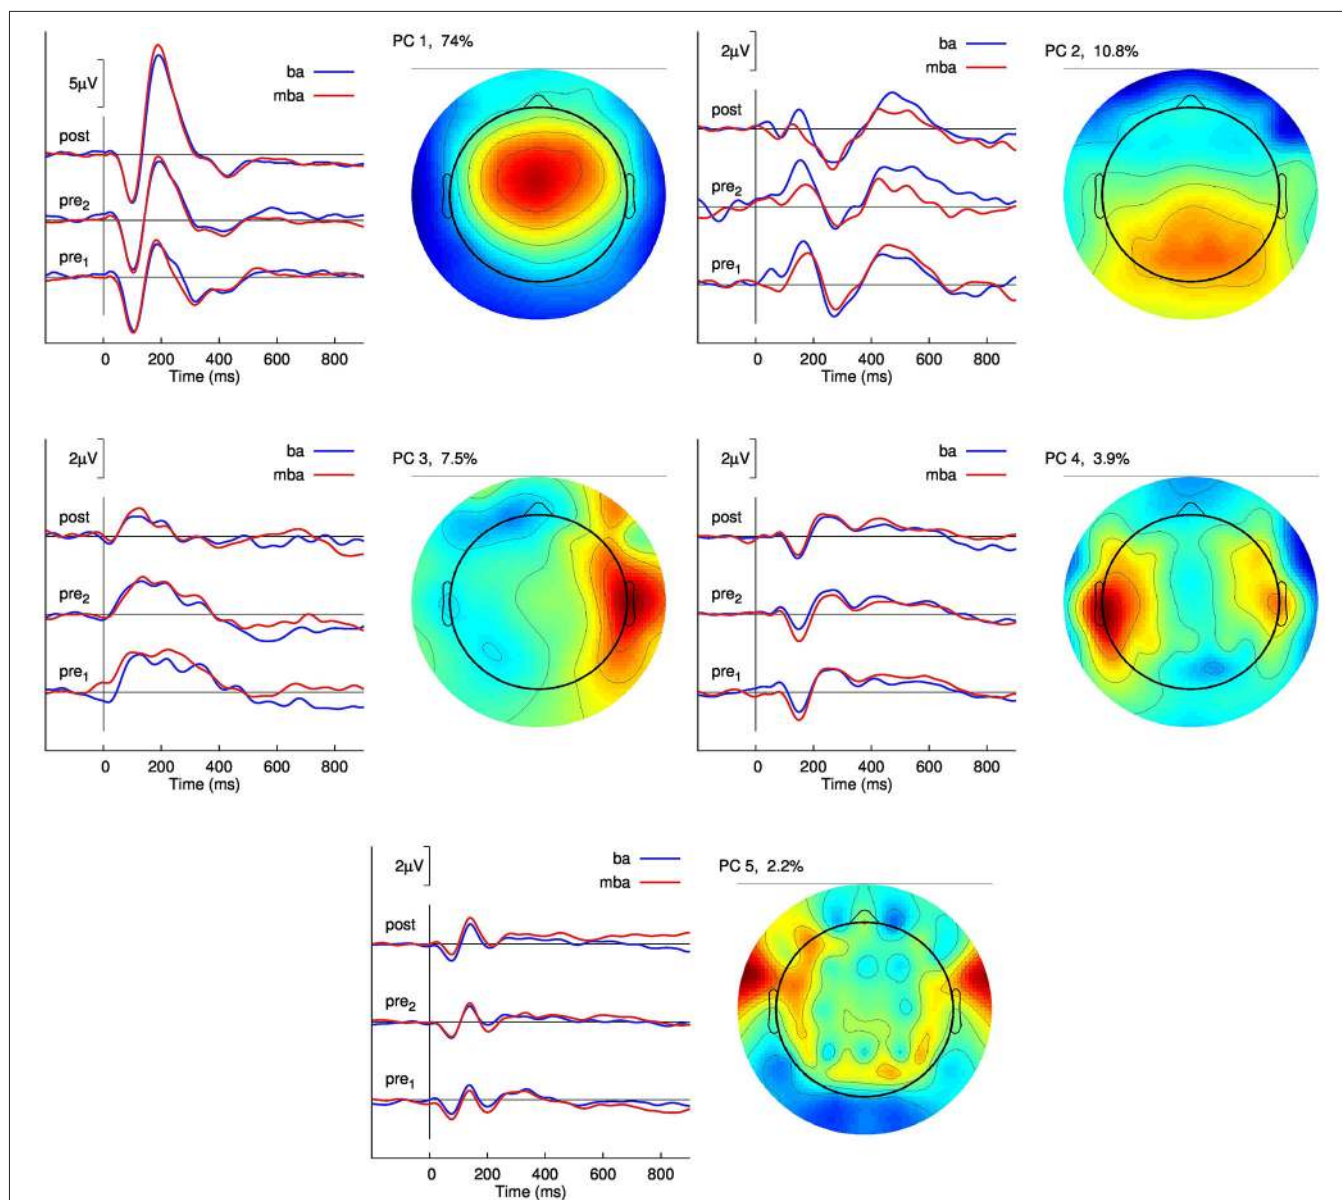 PC 1, 74%
5µV
ba
mba
post
pre2
pre1
0 200 400 600 800
Time (ms)
PC 2, 10.8%
2µV
ba
mba
post
pre2
pre1
0 200 400 600 800
Time (ms)
PC 3, 7.5%
2µV
ba
mba
post
pre2
pre1
0 200 400 600 800
Time (ms)
PC 4, 3.9%
2µV
ba
mba
post
pre2
pre1
0 200 400 600 800
Time (ms)
PC 5, 2.2%
2µV
ba
mba
post
pre2
pre1
0 200 400 600 800
Time (ms)